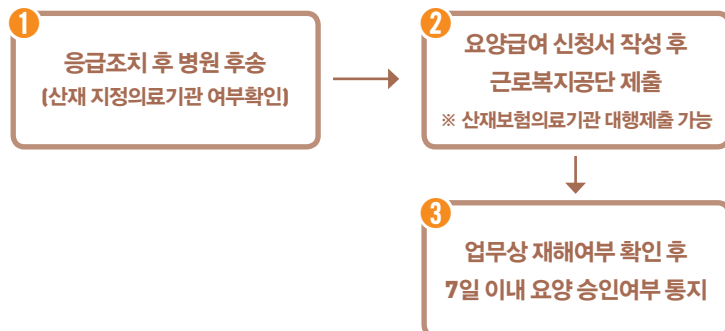 1
응급조치 후 병원 후송
(산재 지정의료기관 여부확인)
2
요양급여 신청서 작성 후
근로복지공단 제출
※ 산재보험의료기관 대행제출 가능
3
업무상 재해여부 확인 후
7일 이내 요양 승인여부 통지